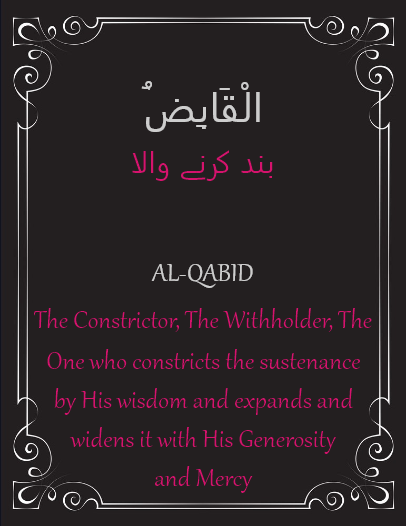 الْقَابِضُ
بند کرنے والا
AL-QABID
The Constrictor, The Withholder, The
One who constricts the sustenance
by His wisdom and expands and
widens it with His Generosity
and Mercy